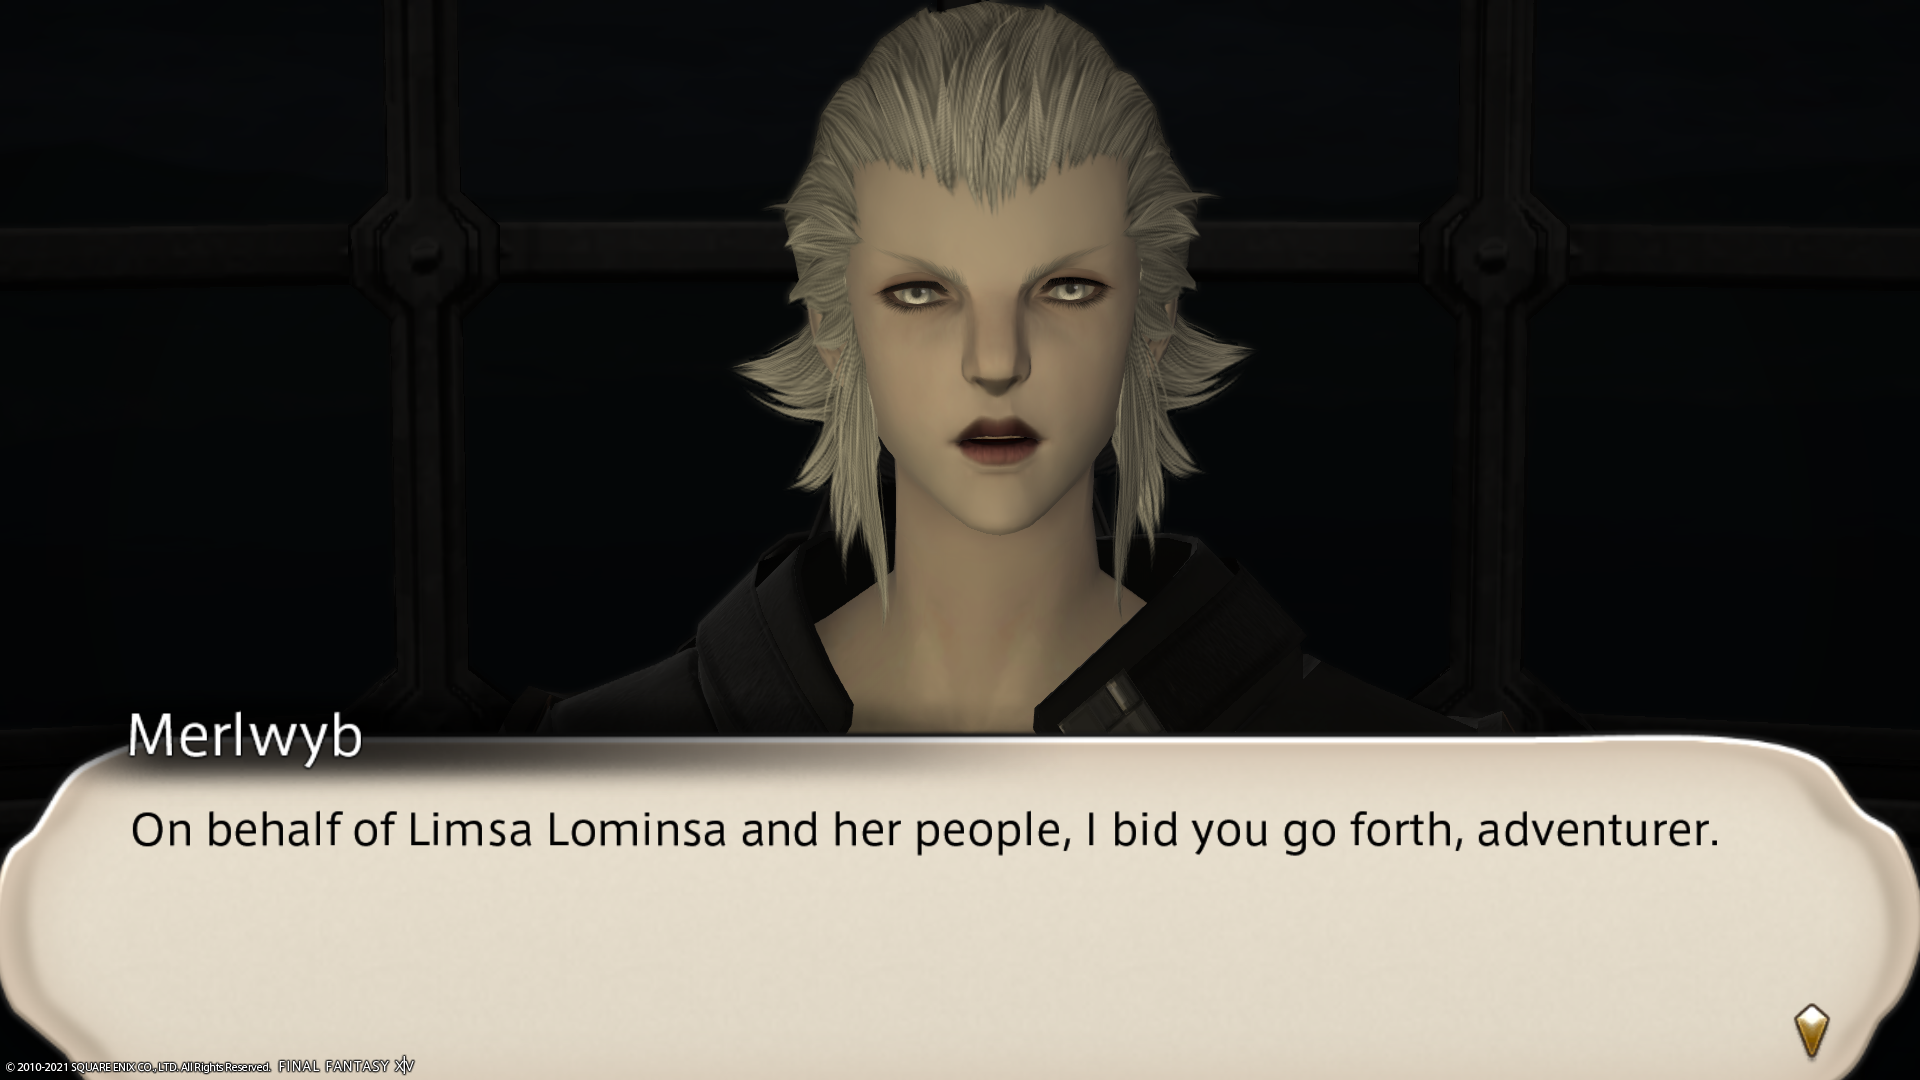 Merlwyb
On behalf of Limsa Lominsa and her people, I bid you go forth, adventurer.
© 2010-2021 SQUARE ENIX CO., LTD. All Rights Reserved. FINAL FANTASY XIV